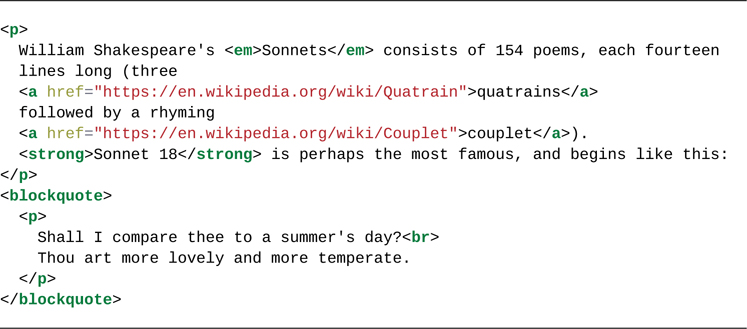 <p>
  William Shakespeare's <em>Sonnets</em> consists of 154 poems, each fourteen
  lines long (three
  <a href="https://en.wikipedia.org/wiki/Quatrain">quatrains</a>
  followed by a rhyming
  <a href="https://en.wikipedia.org/wiki/Couplet">couplet</a>).
  <strong>Sonnet 18</strong> is perhaps the most famous, and begins like this:
</p>
<blockquote>
  <p>
    Shall I compare thee to a summer's day?<br>
    Thou art more lovely and more temperate.
  </p>
</blockquote>